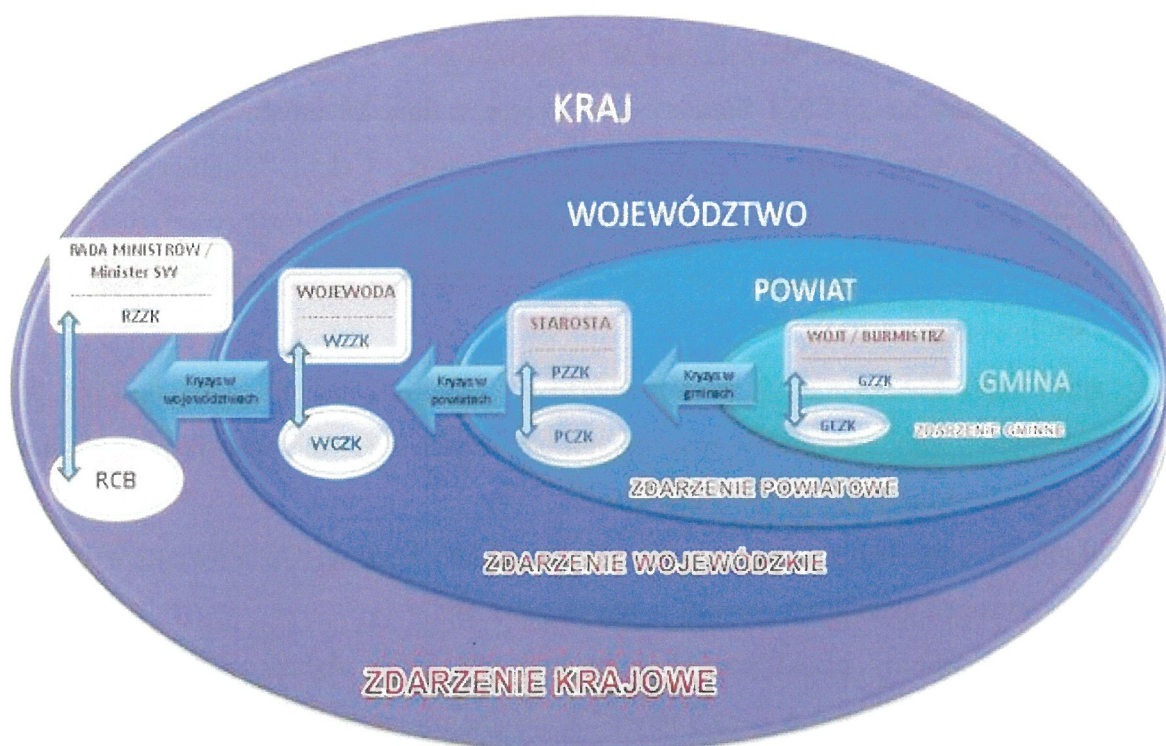 KRAJ
WOJEWÓDZTWO
POWIAT
GMINA
RADA MINISTRÓW /
Minister SW
RZZK
RCB
Kryzys w
województwach
WOJEWODA
WZZK
WCZK
Kryzys w
powiatach
STAROSTA
PZZK
PCZK
Kryzys w
gminach
WÓJT / BURMISTRZ
GZZK
GCZK
ZDARZENIE GMINNE
ZDARZENIE POWIATOWE
ZDARZENIE WOJEWÓDZKIE
ZDARZENIE KRAJOWE